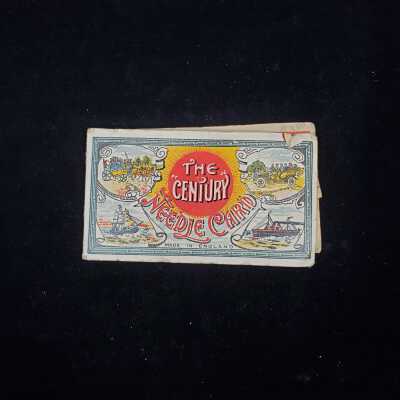 THE
"CENTURY"
NEEDLE CARD
MADE IN ENGLAND